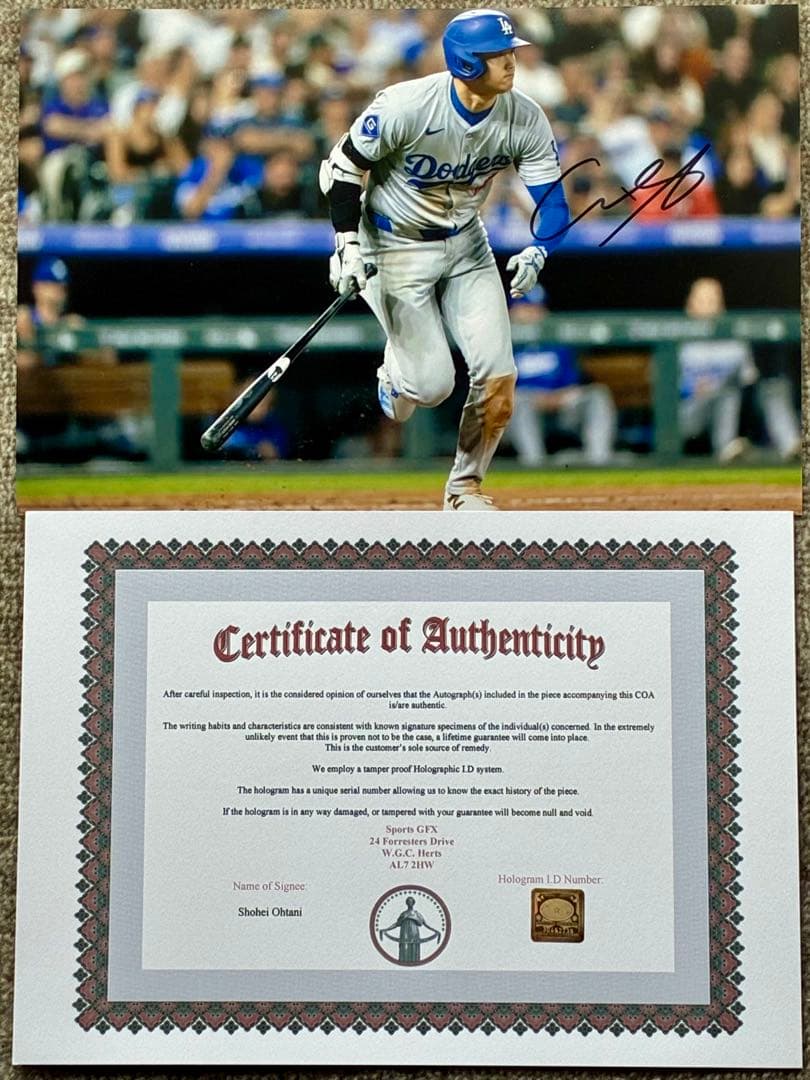 LA
Dodgers
Certificate of Authenticity
After careful inspection, it is the considered opinion of ourselves that the Autograph(s) included in the piece accompanying this COA
is/are authentic.
The writing habits and characteristics are consistent with known signature specimens of the individual(s) concerned. In the extremely
unlikely event that this is proven not to be the case, a lifetime guarantee will come into place.
This is the customer's sole source of remedy.
We employ a tamper proof Holographic I.D system.
The hologram has a unique serial number allowing us to know the exact history of the piece.
If the hologram is in any way damaged, or tampered with your guarantee will become null and void.
Sports GFX
24 Forresters Drive
W.G.C. Herts
AL7 2HW
Name of Signee:
Hologram I.D Number:
Shohei Ohtani